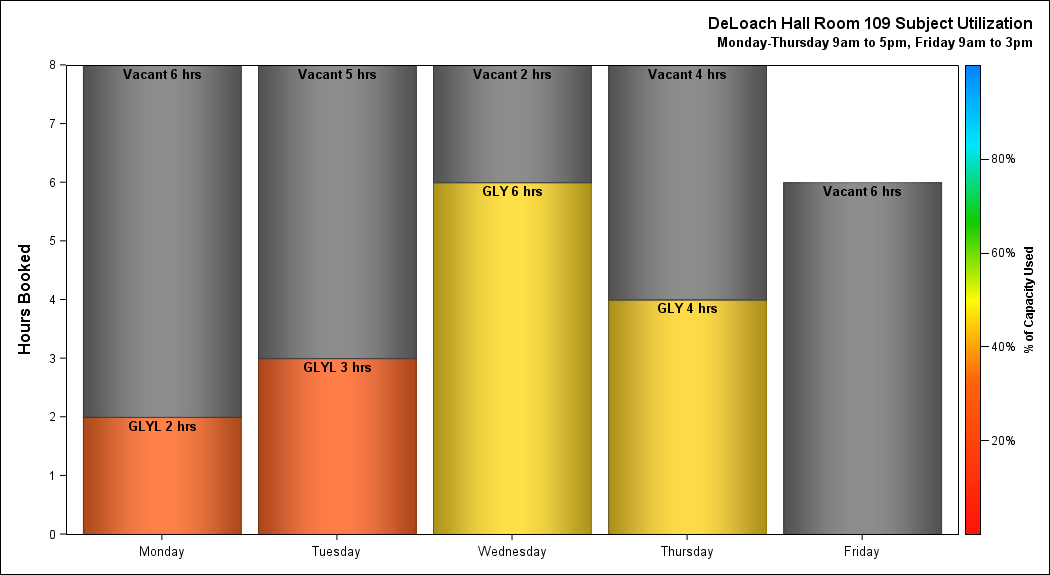 DeLoach Hall Room 109 Subject Utilization
Monday-Thursday 9am to 5pm, Friday 9am to 3pm
Hours Booked
8
7
6
5
4
3
2
1
0
Vacant 6 hrs
GLYL 2 hrs
Vacant 5 hrs
GLYL 3 hrs
Vacant 2 hrs
GLY 6 hrs
Vacant 4 hrs
GLY 4 hrs
Vacant 6 hrs
Monday
Tuesday
Wednesday
Thursday
Friday
80%
60%
40%
20%
% of Capacity Used